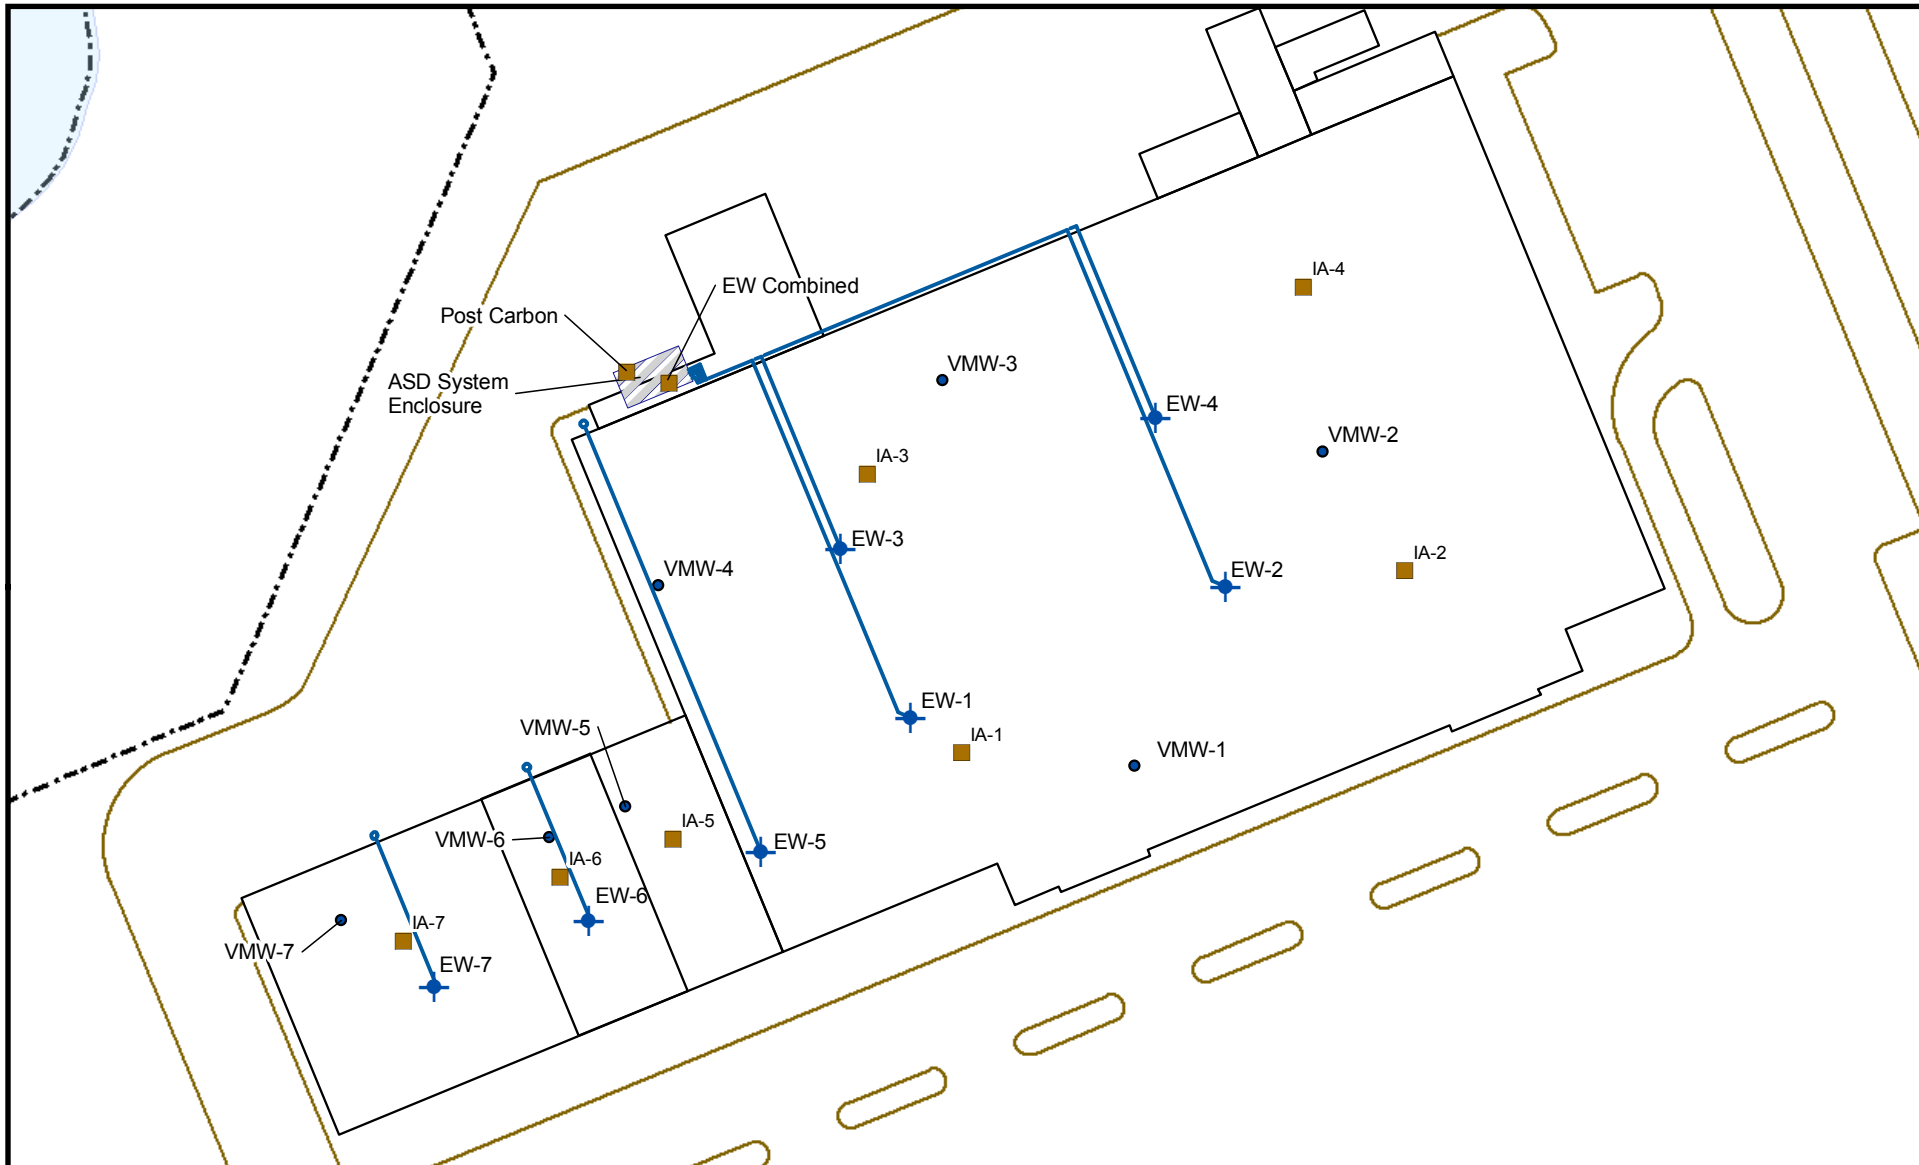 IA-4
EW Combined
Post Carbon
VMW-3
ASD System
Enclosure
EW-4
VMW-2
IA-3
EW-3
IA-2
VMW-4
EW-2
EW-1
VMW-5
IA-1
VMW-1
IA-5
VMW-6
EW-5
IA-6
EW-6
IA-7
VMW-7
EW-7